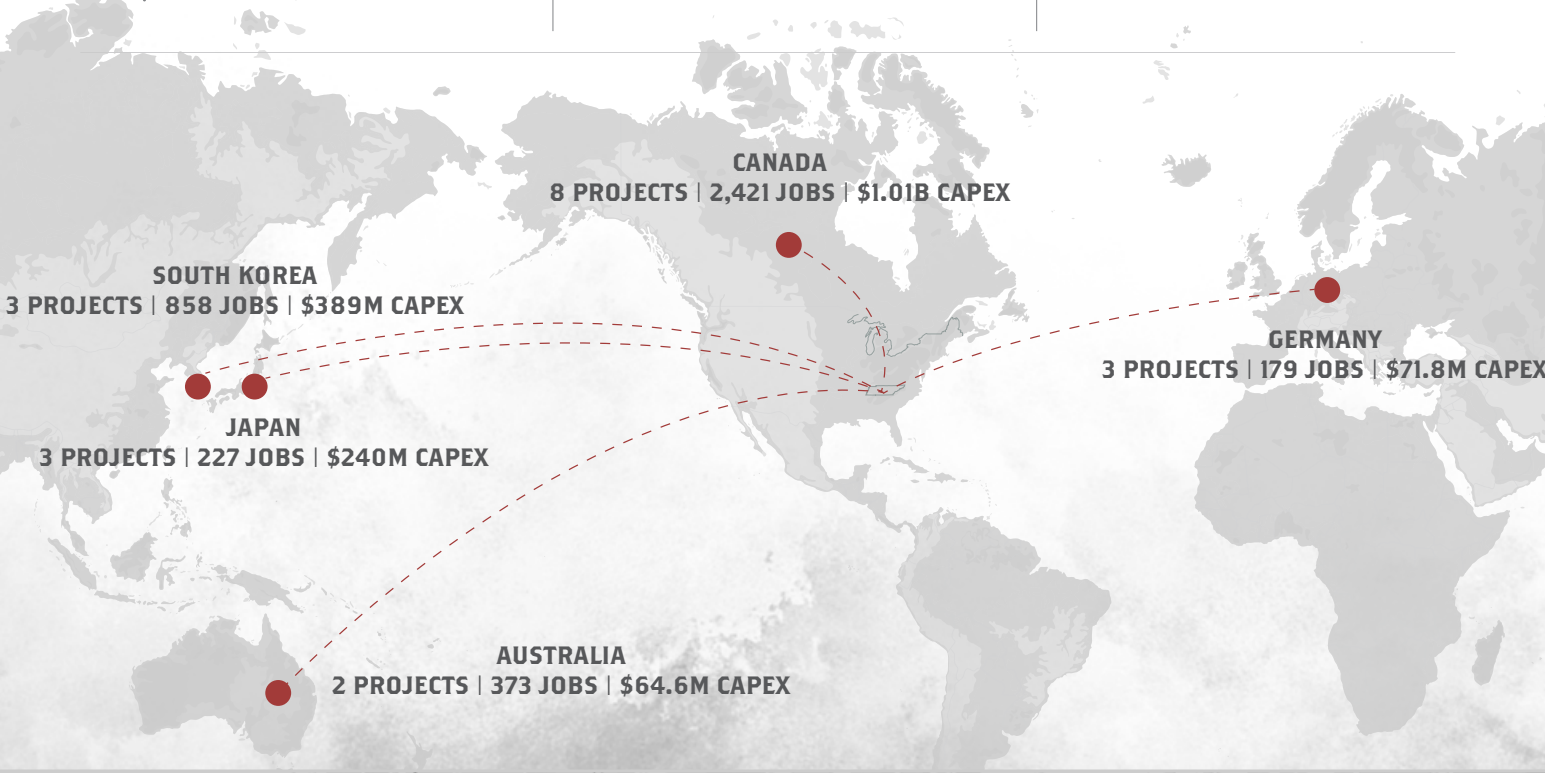 CANADA
8 PROJECTS | 2,421 JOBS | $1.01B CAPEX
SOUTH KOREA
3 PROJECTS | 858 JOBS | $389M CAPEX
GERMANY
3 PROJECTS | 179 JOBS | $71.8M CAPEX
JAPAN
3 PROJECTS | 227 JOBS | $240M CAPEX
AUSTRALIA
2 PROJECTS | 373 JOBS | $64.6M CAPEX